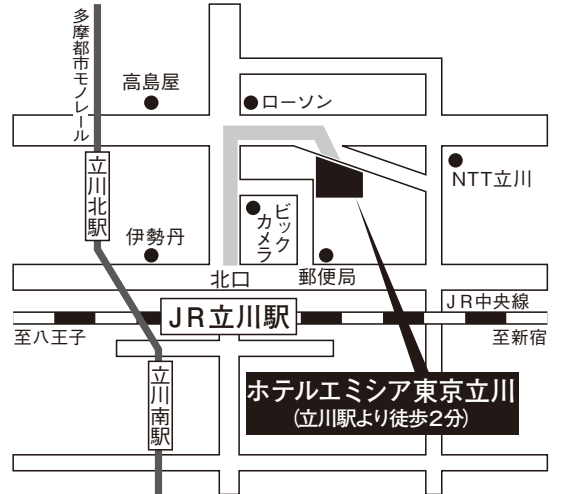 多摩都市モノレール
高島屋
ローソン
立川北駅
NTT立川
ビック
カメラ
伊勢丹
北口
郵便局
JR中央線
JR立川駅
至八王子
至新宿
立川南駅
ホテルエミシア東京立川
(立川駅より徒歩2分)